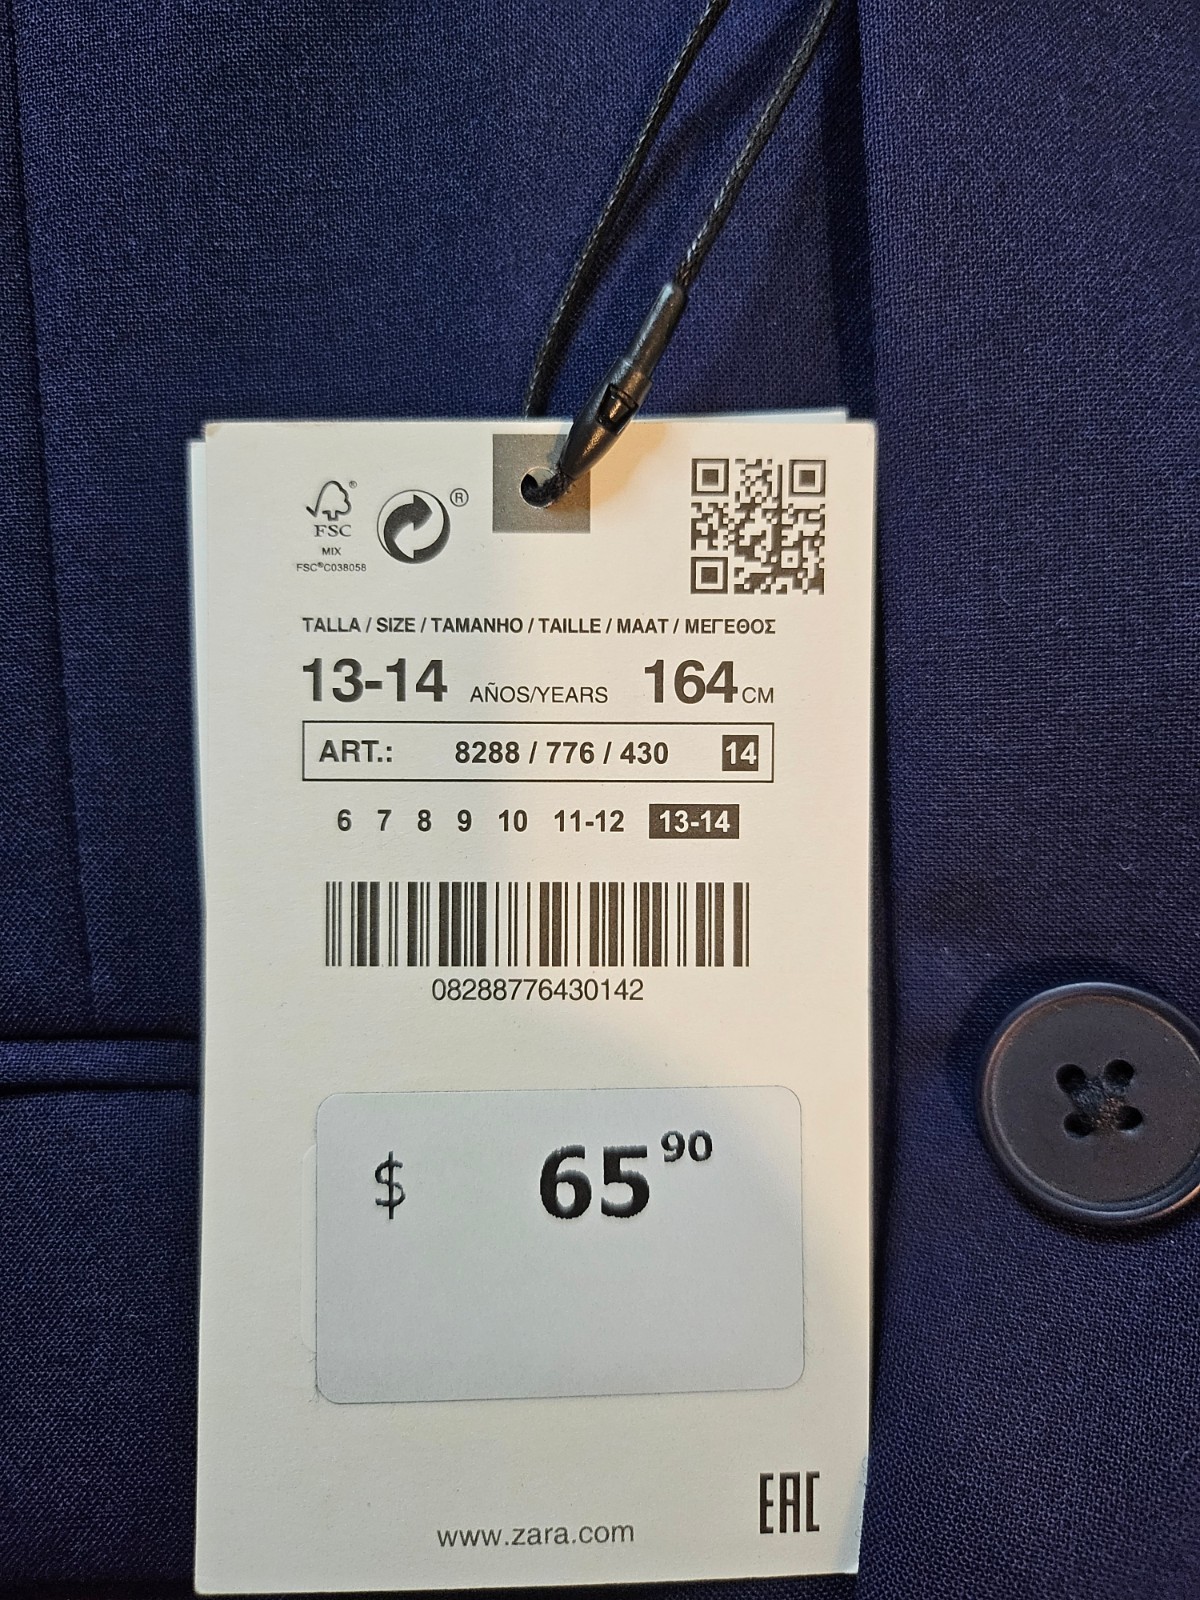 FSC®
MIX
FSC®C038058
®
TALLA / SIZE / TAMANHO / TAILLE / MAAT / ΜΕΓΕΘΟΣ
13-14 AÑOS/YEARS 164 CM
ART.: 8288 / 776 / 430 14
6 7 8 9 10 11-12 13-14
08288776430142
$ 65 90
EAC
www.zara.com